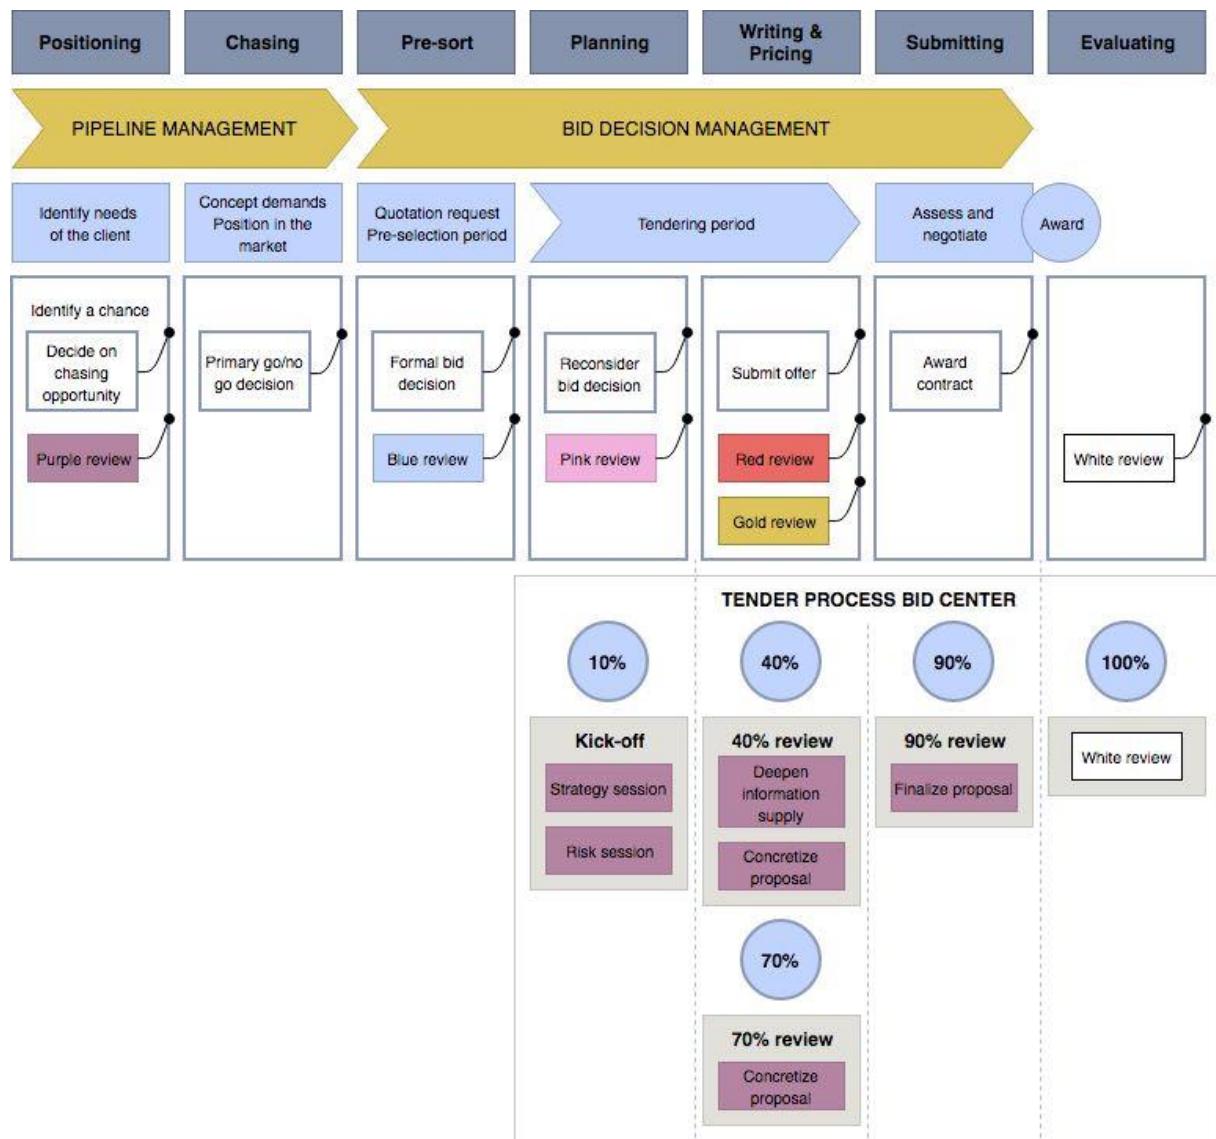 Positioning
Chasing
Pre-sort
Planning
Writing &
Pricing
Submitting
Evaluating
PIPELINE MANAGEMENT
BID DECISION MANAGEMENT
Identify needs
of the client
Concept demands
Position in the
market
Quotation request
Pre-selection period
Tendering period
Assess and
negotiate
Award
Identify a chance
Decide on
chasing
opportunity
Purple review
Primary go/no
go decision
Formal bid
decision
Blue review
Reconsider
bid decision
Pink review
Submit offer
Red review
Gold review
Award
contract
White review
TENDER PROCESS BID CENTER
10%
40%
90%
100%
Kick-off
Strategy session
Risk session
40% review
Deepen
information
supply
Concretize
proposal
90% review
Finalize proposal
White review
70%
70% review
Concretize
proposal